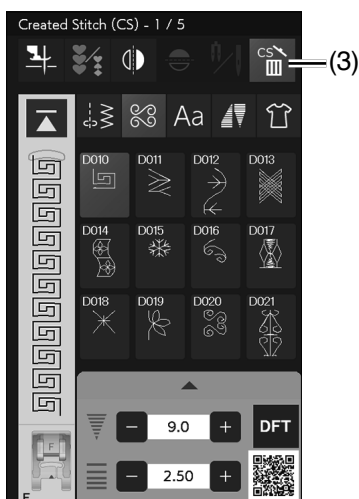 Created Stitch (CS) - 1 / 5
CS
(3)
Aa
D010 D011 D012 D013
D014 D015 D016 D017
D018 D019 D020 D021
− 9.0 + DFT
− 2.50 +
F
F